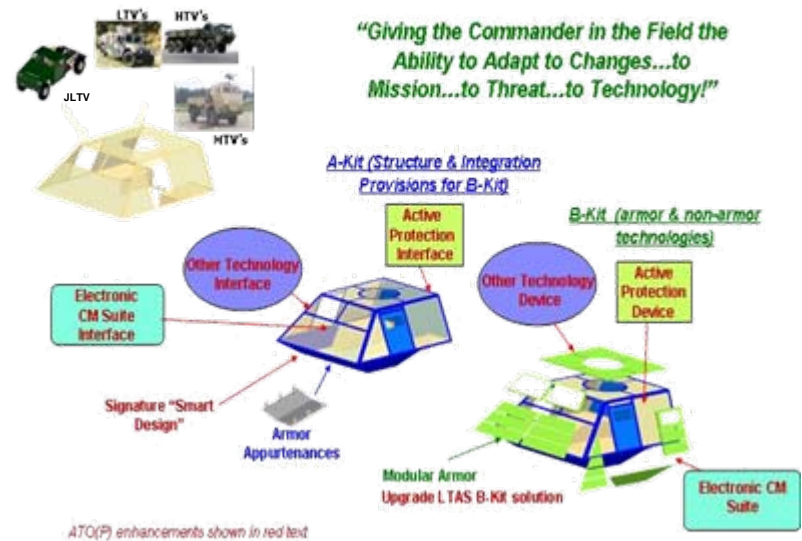 LTV's
HTV's
JLTV
MTV's
“Giving the Commander in the Field the
Ability to Adapt to Changes...to
Mission...to Threat...to Technology!”
A-Kit (Structure & Integration
Provisions for B-Kit)
B-Kit (armor & non-armor
technologies)
Active
Protection
Interface
Other Technology
Interface
Electronic
CM Suite
Interface
Signature “Smart
Design”
Armor
Appurtenances
Other Technology
Device
Active
Protection
Device
Modular Armor
Upgrade LTAS B-Kit solution
Electronic CM
Suite
ATO(P) enhancements shown in red text